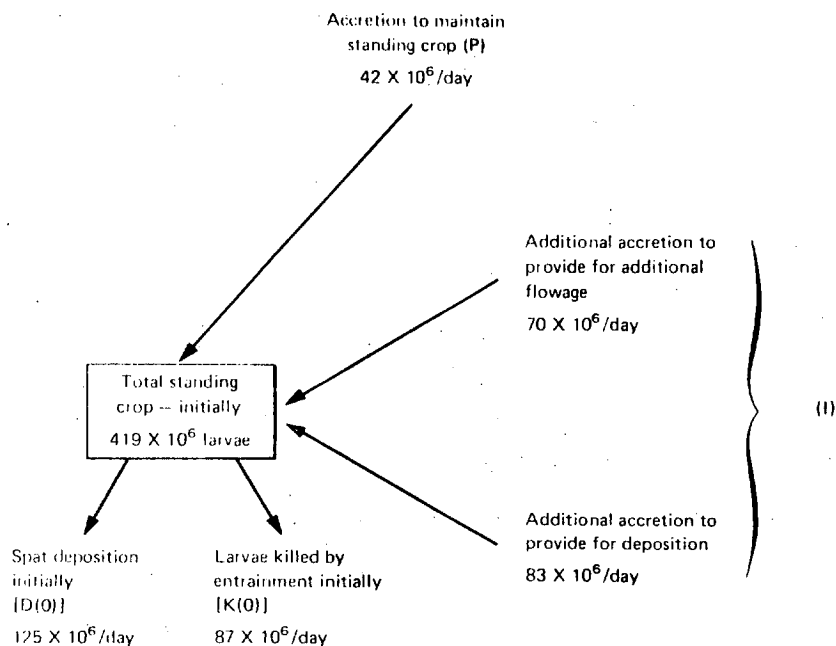 Accretion to maintain
standing crop (P)
42 X 10⁶/day
Additional accretion to
provide for additional
flowage
70 X 10⁶/day
Total standing
crop – initially
419 X 10⁶ larvae
(I)
Additional accretion to
provide for deposition
83 X 10⁶/day
Spat deposition
initially
[D(0)]
125 X 10⁶/day
Larvae killed by
entrainment initially
[K(0)]
87 X 10⁶/day